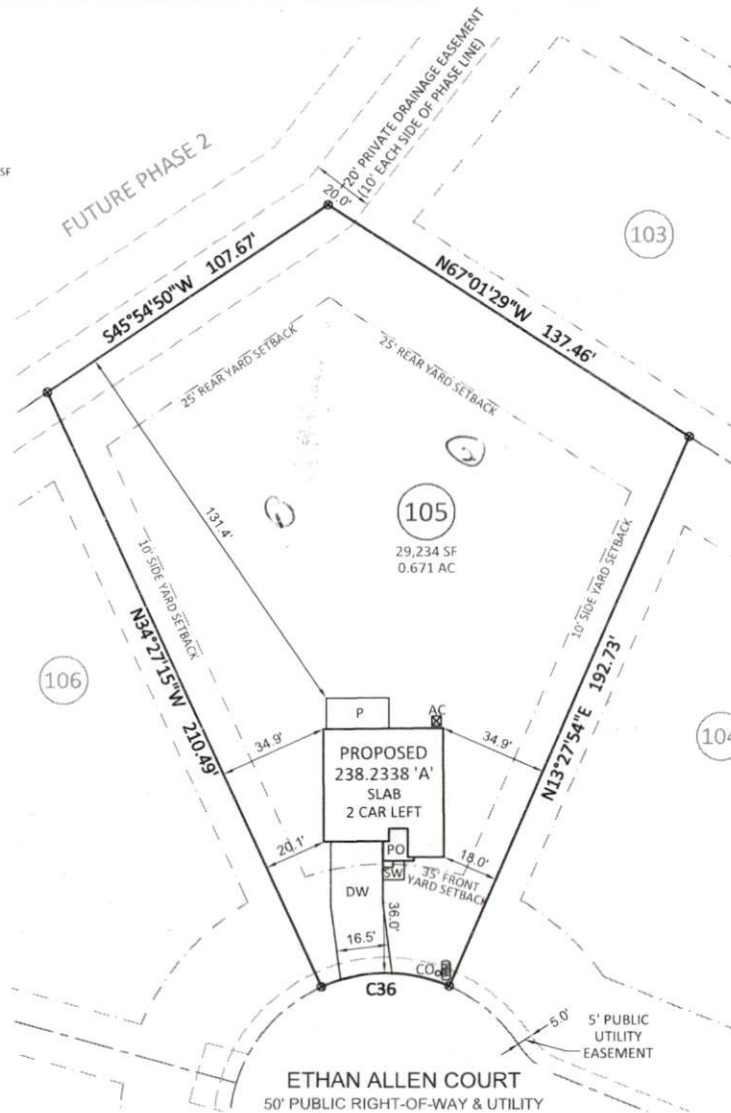 SF
FUTURE PHASE 2
20' PRIVATE DRAINAGE EASEMENT
(10' EACH SIDE OF PHASE LINE)
20.0'
103
S45°54'50"W 107.67'
N67°01'29"W 137.46'
25' REAR YARD SETBACK
25' REAR YARD SETBACK
131.4'
105
29,234 SF
0.671 AC
10' SIDE YARD SETBACK
10' SIDE YARD SETBACK
N34°27'15"W 210.49'
N13°27'54"E 192.73'
106
104
P
AC
34.9'
34.9'
PROPOSED
238.2338 'A'
SLAB
2 CAR LEFT
20.1'
PO
SW
18.0'
35' FRONT
YARD SETBACK
DW
36.0'
16.5'
CO
C36
5.0'
5' PUBLIC
UTILITY
EASEMENT
ETHAN ALLEN COURT
50' PUBLIC RIGHT-OF-WAY & UTILITY